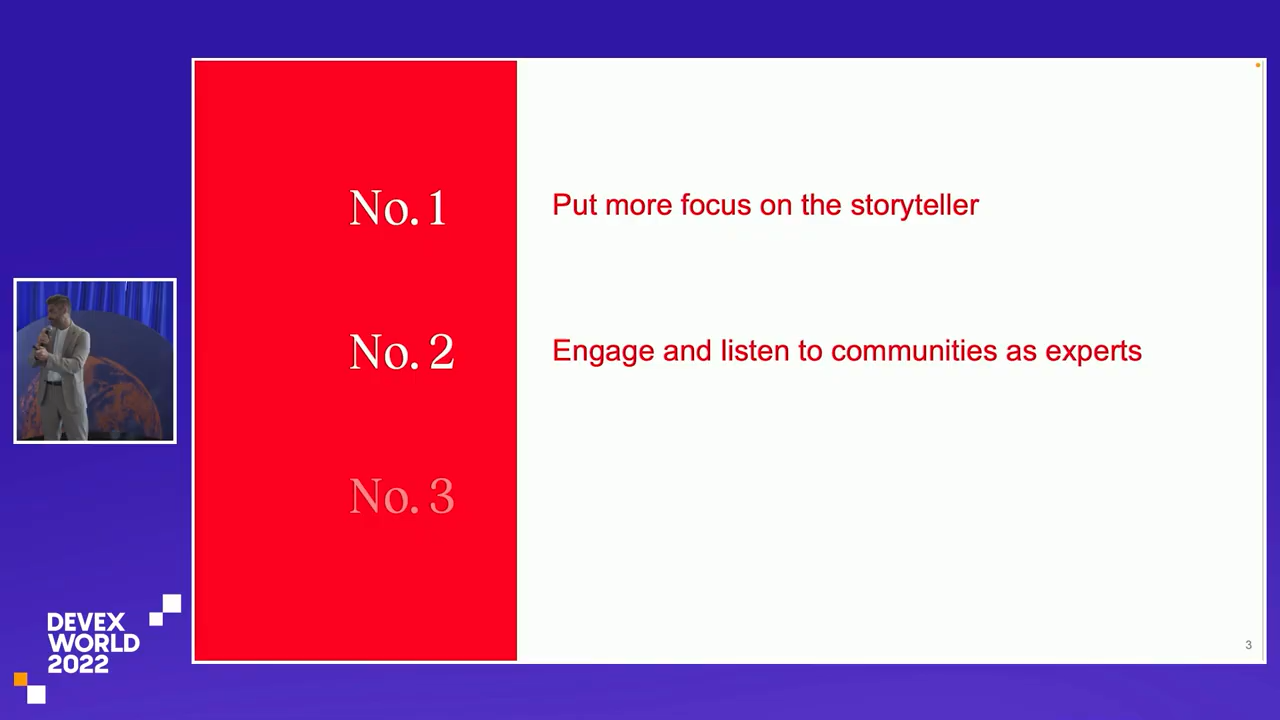 No. 1
Put more focus on the storyteller
No. 2
Engage and listen to communities as experts
No. 3
DEVEX
WORLD
2022
3